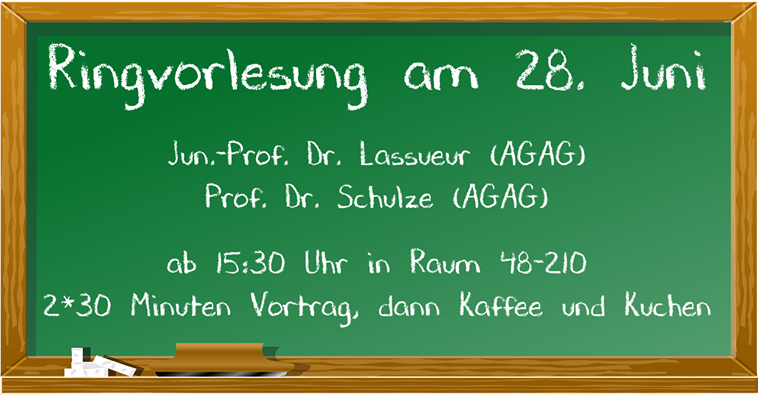 Ringvorlesung am 28. Juni
Jun.-Prof. Dr. Lassueur (AGAG)
Prof. Dr. Schulze (AGAG)
ab 15:30 Uhr in Raum 48-210
2*30 Minuten Vortrag, dann Kaffee und Kuchen